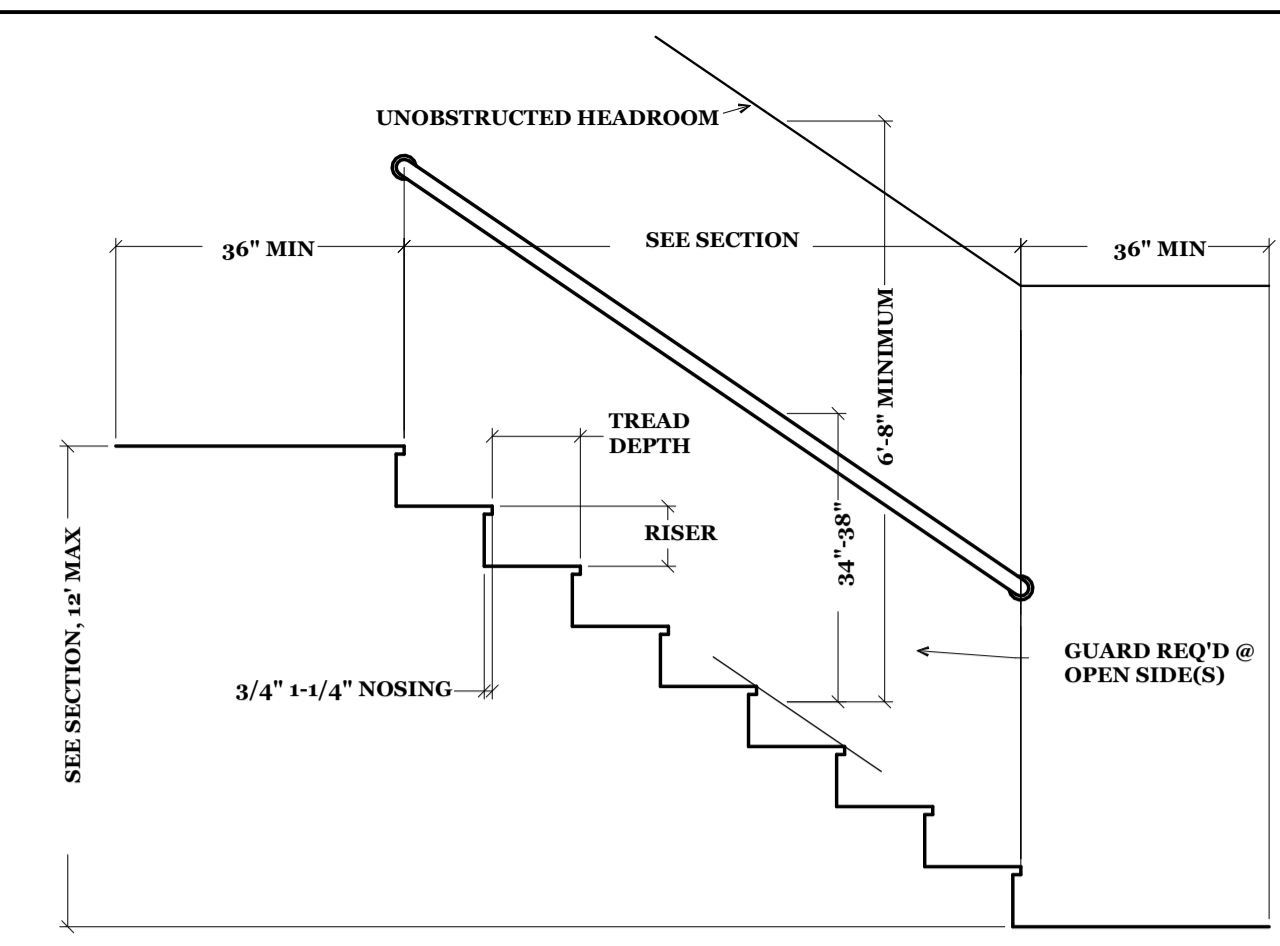 UNOBSTRUCTED HEADROOM
36" MIN
SEE SECTION
36" MIN
6'-8" MINIMUM
TREAD
DEPTH
RISER
34"-38"
SEE SECTION, 12' MAX
3/4" 1-1/4" NOSING
GUARD REQ'D @
OPEN SIDE(S)